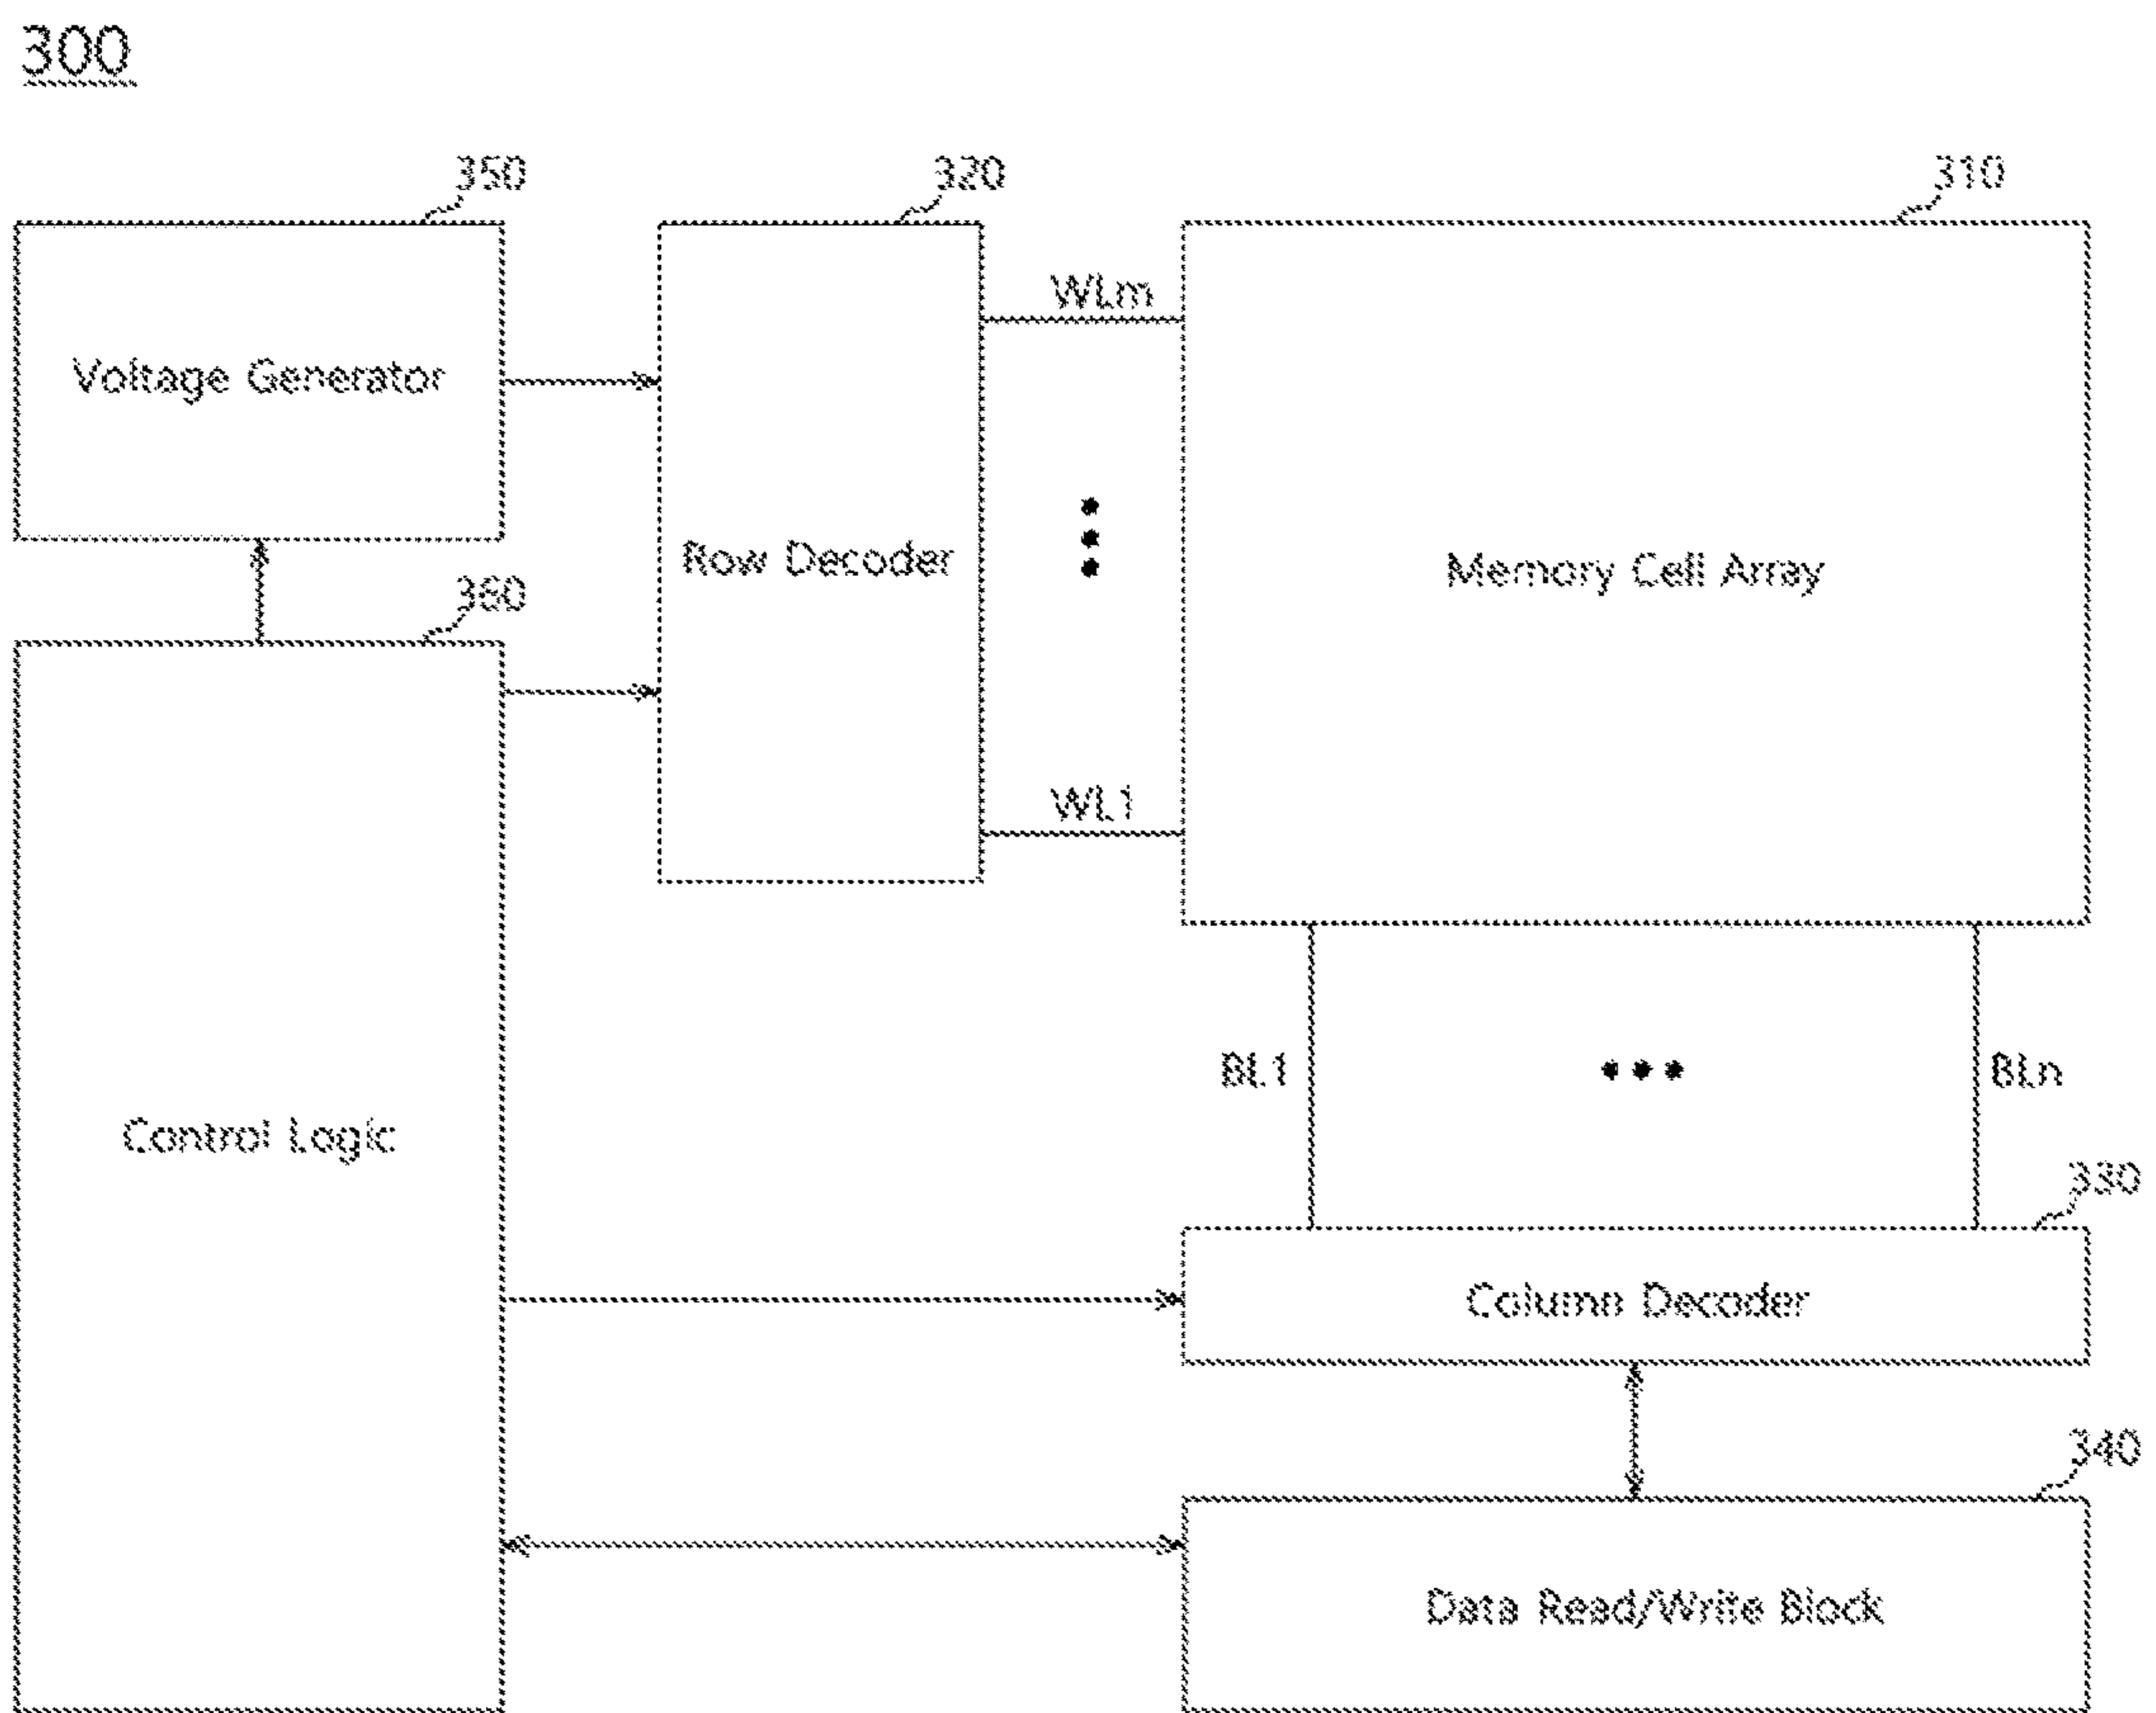 300
350
320
310
WLm
Voltage Generator
Row Decoder
Memory Cell Array
360
WL1
BL1
BLn
Control Logic
330
Column Decoder
340
Data Read/Write Block